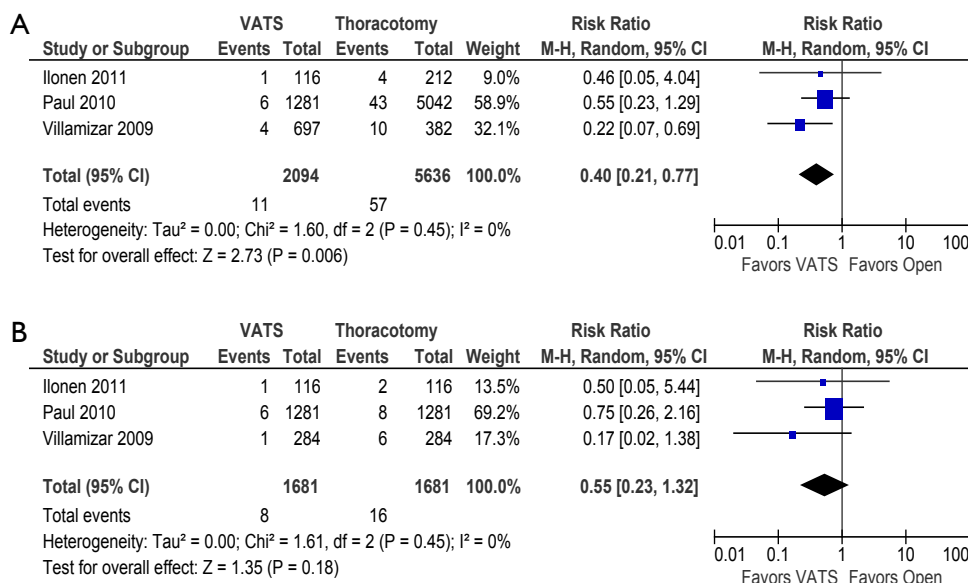 A
VATS Thoracotomy Risk Ratio Risk Ratio
Study or Subgroup Events Total Events Total Weight M-H, Random, 95% CI M-H, Random, 95% CI
Ilonen 2011 1 116 4 212 9.0% 0.46 [0.05, 4.04]
Paul 2010 6 1281 43 5042 58.9% 0.55 [0.23, 1.29]
Villamizar 2009 4 697 10 382 32.1% 0.22 [0.07, 0.69]
Total (95% CI) 2094 5636 100.0% 0.40 [0.21, 0.77]
Total events 11 57
Heterogeneity: Tau² = 0.00; Chi² = 1.60, df = 2 (P = 0.45); I² = 0%
Test for overall effect: Z = 2.73 (P = 0.006)
0.01 0.1 1 10 100
Favors VATS Favors Open
B
VATS Thoracotomy Risk Ratio Risk Ratio
Study or Subgroup Events Total Events Total Weight M-H, Random, 95% CI M-H, Random, 95% CI
Ilonen 2011 1 116 2 116 13.5% 0.50 [0.05, 5.44]
Paul 2010 6 1281 8 1281 69.2% 0.75 [0.26, 2.16]
Villamizar 2009 1 284 6 284 17.3% 0.17 [0.02, 1.38]
Total (95% CI) 1681 1681 100.0% 0.55 [0.23, 1.32]
Total events 8 16
Heterogeneity: Tau² = 0.00; Chi² = 1.61, df = 2 (P = 0.45); I² = 0%
Test for overall effect: Z = 1.35 (P = 0.18)
0.01 0.1 1 10 100
Favors VATS Favors Open